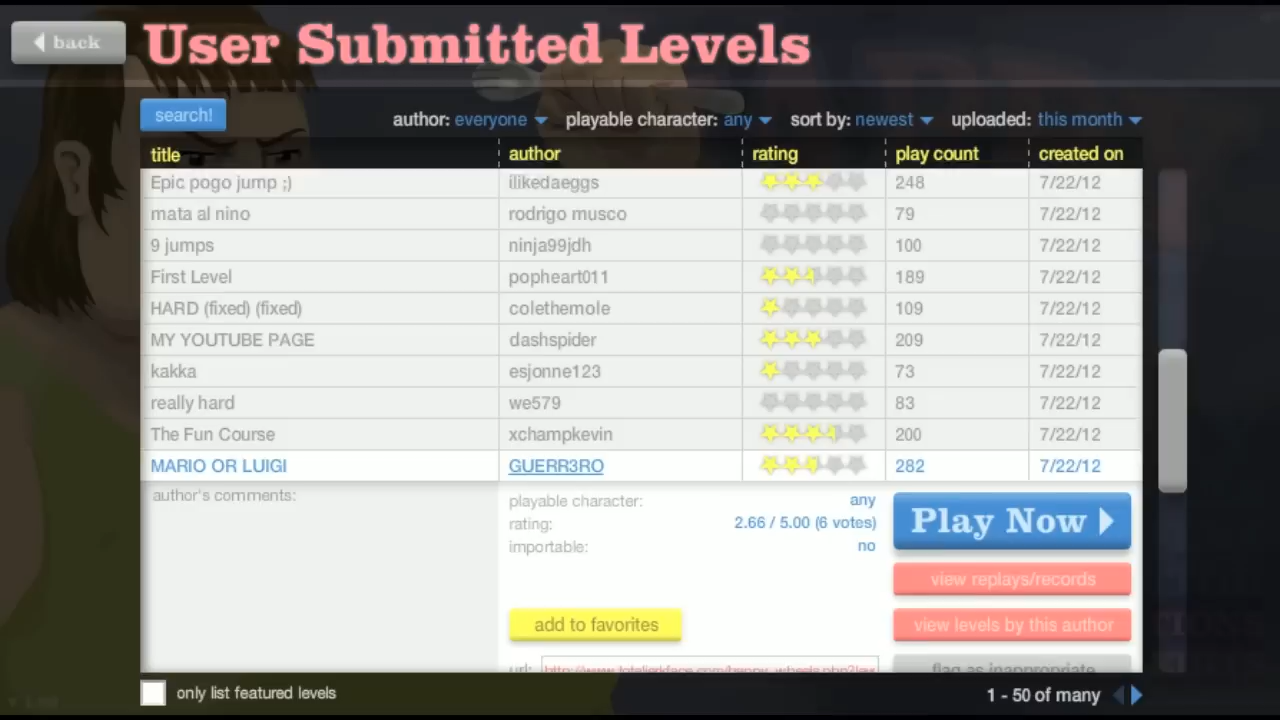 back
User Submitted Levels
search!
author: everyone playable character: any sort by: newest uploaded: this month
title author rating play count created on
Epic pogo jump ;) ilikedaeggs 248 7/22/12
mata al nino rodrigo musco 79 7/22/12
9 jumps ninja99jdh 100 7/22/12
First Level popheart011 189 7/22/12
HARD (fixed) (fixed) colethemole 109 7/22/12
MY YOUTUBE PAGE dashspider 209 7/22/12
kakka esjonne123 73 7/22/12
really hard we579 83 7/22/12
The Fun Course xchampkevin 200 7/22/12
MARIO OR LUIGI GUERR3RO 282 7/22/12
author's comments:
playable character: any
rating: 2.66 / 5.00 (6 votes)
importable: no
Play Now
view replays/records
add to favorites
view levels by this author
url:
flag as inappropriate
only list featured levels
1 - 50 of many